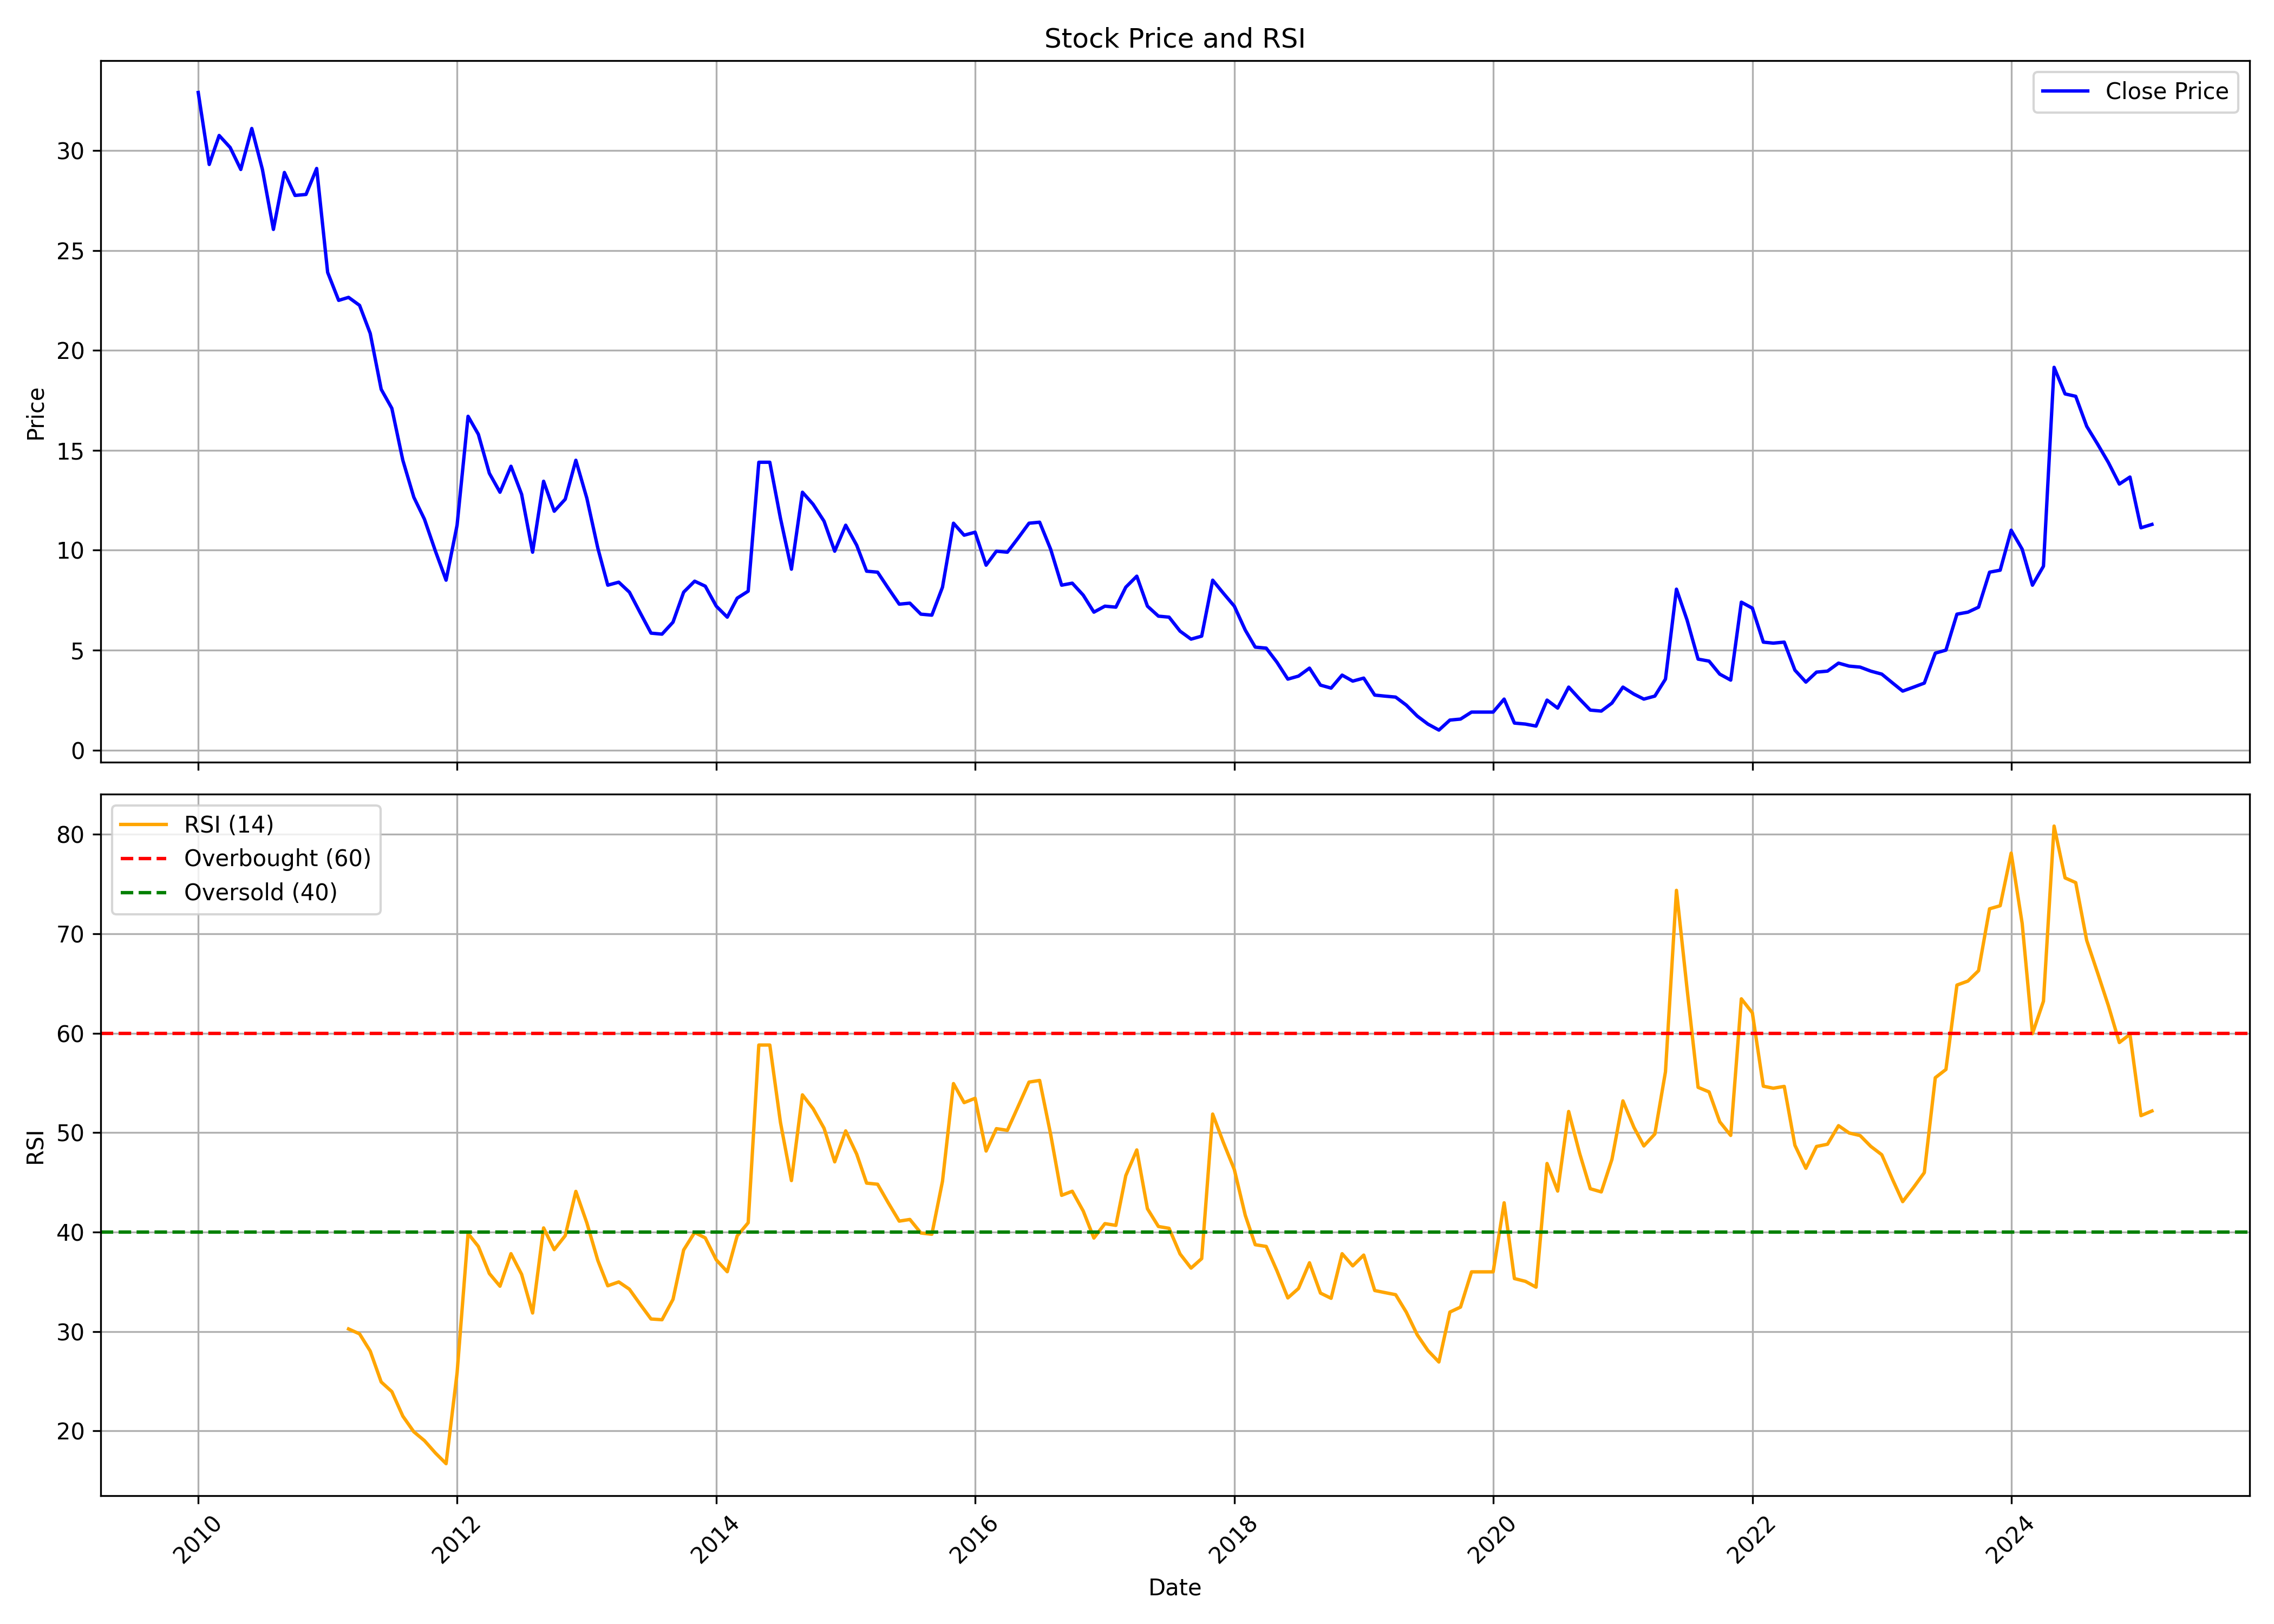 Stock Price and RSI
Close Price
30
25
20
15
10
5
0
Price
RSI (14)
Overbought (60)
Oversold (40)
80
70
60
50
40
30
20
RSI
2010
2012
2014
2016
2018
2020
2022
2024
Date